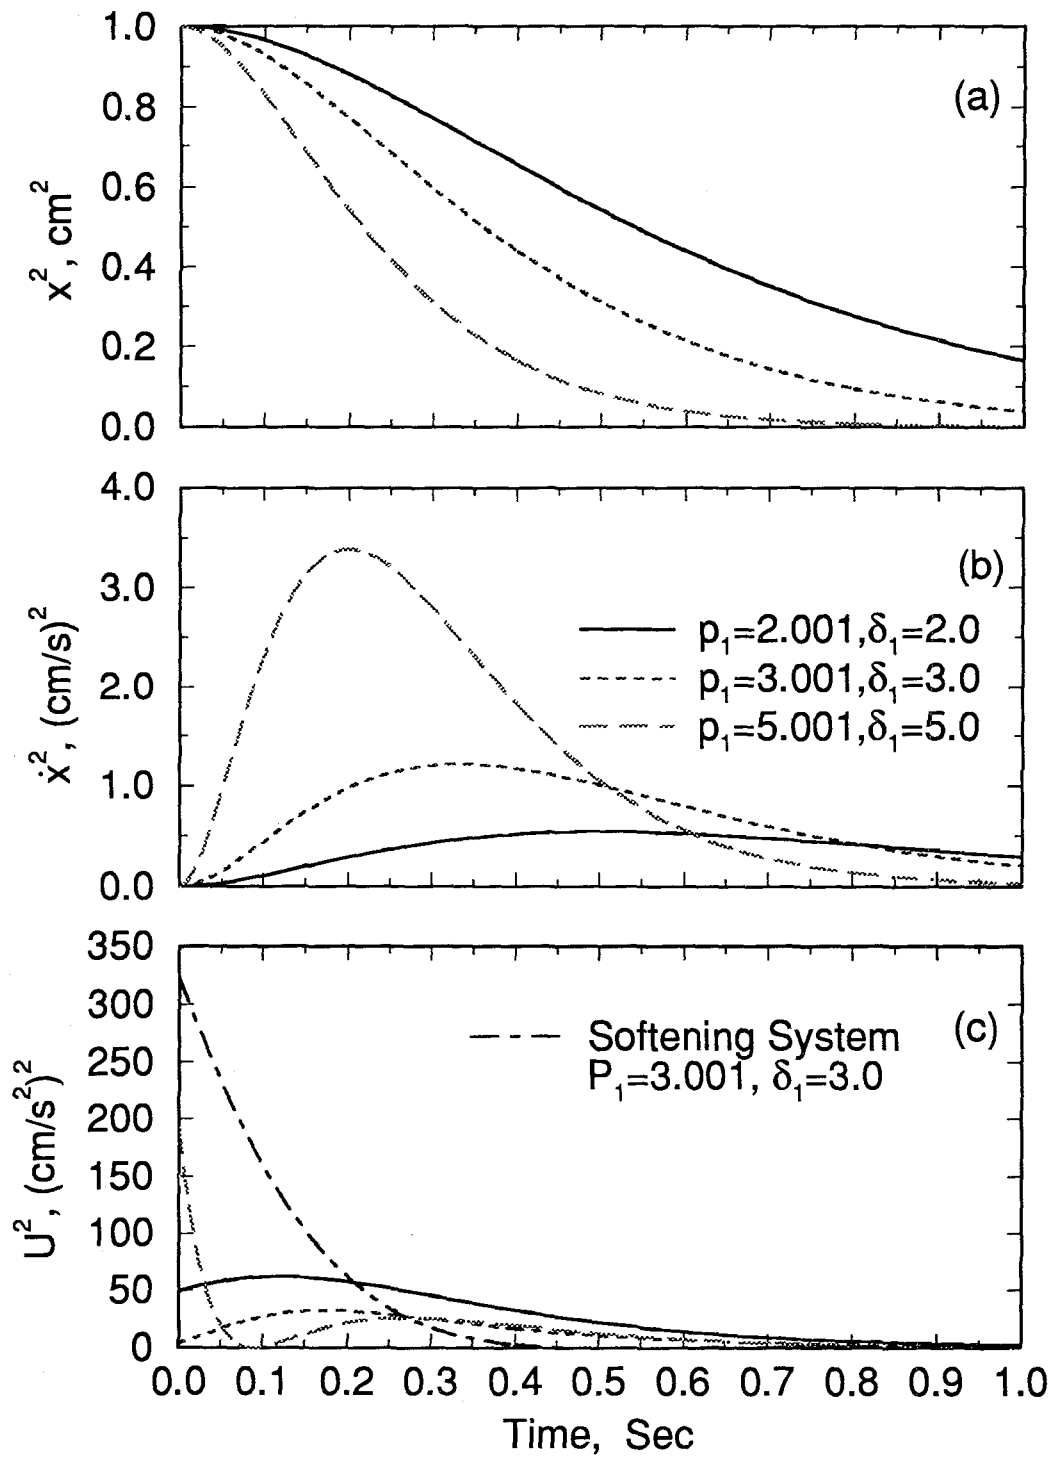 1.0
(a)
0.8
0.6
x², cm²
0.4
0.2
0.0
4.0
(b)
3.0
p₁=2.001,δ₁=2.0
p₁=3.001,δ₁=3.0
p₁=5.001,δ₁=5.0
2.0
ẋ², (cm/s)²
1.0
0.0
350
(c)
300
Softening System
P₁=3.001, δ₁=3.0
250
200
U², (cm/s²)²
150
100
50
0
0.0 0.1 0.2 0.3 0.4 0.5 0.6 0.7 0.8 0.9 1.0
Time, Sec